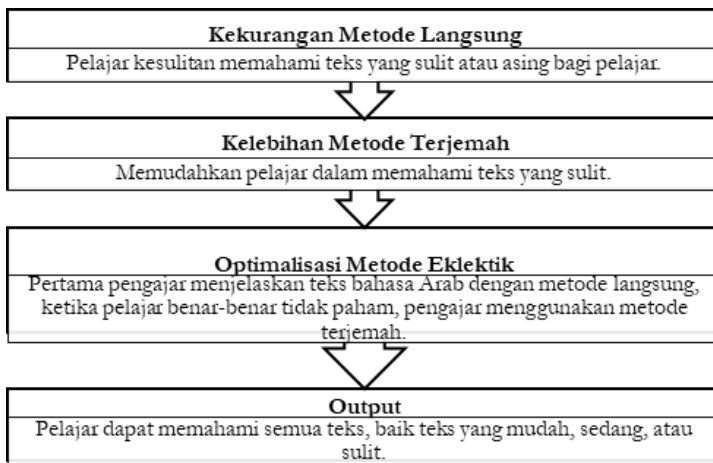 Kekurangan Metode Langsung
Pelajar kesulitan memahami teks yang sulit atau asing bagi pelajar.
Kelebihan Metode Terjemah
Memudahkan pelajar dalam memahami teks yang sulit.
Optimalisasi Metode Eklektik
Pertama pengajar menjelaskan teks bahasa Arab dengan metode langsung,
ketika pelajar benar-benar tidak paham, pengajar menggunakan metode
terjemah.
Output
Pelajar dapat memahami semua teks, baik teks yang mudah, sedang, atau
sulit.